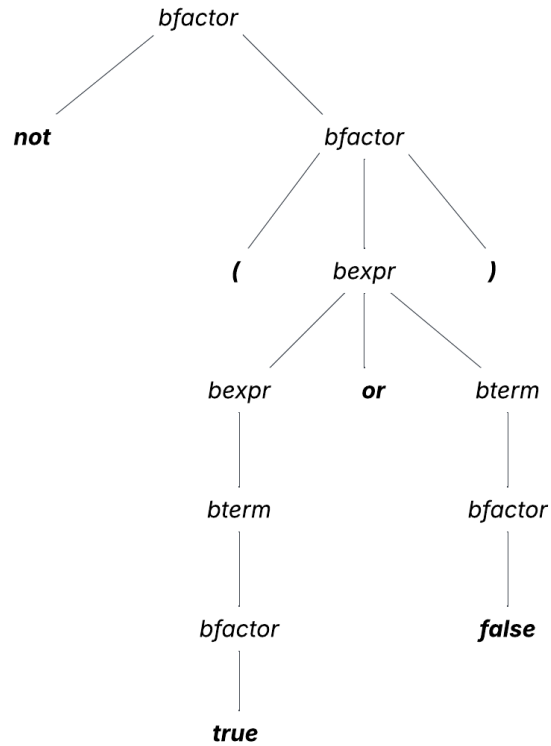 bfactor
not bfactor
( bexpr )
bexpr or bterm
bterm bfactor
bfactor false
true